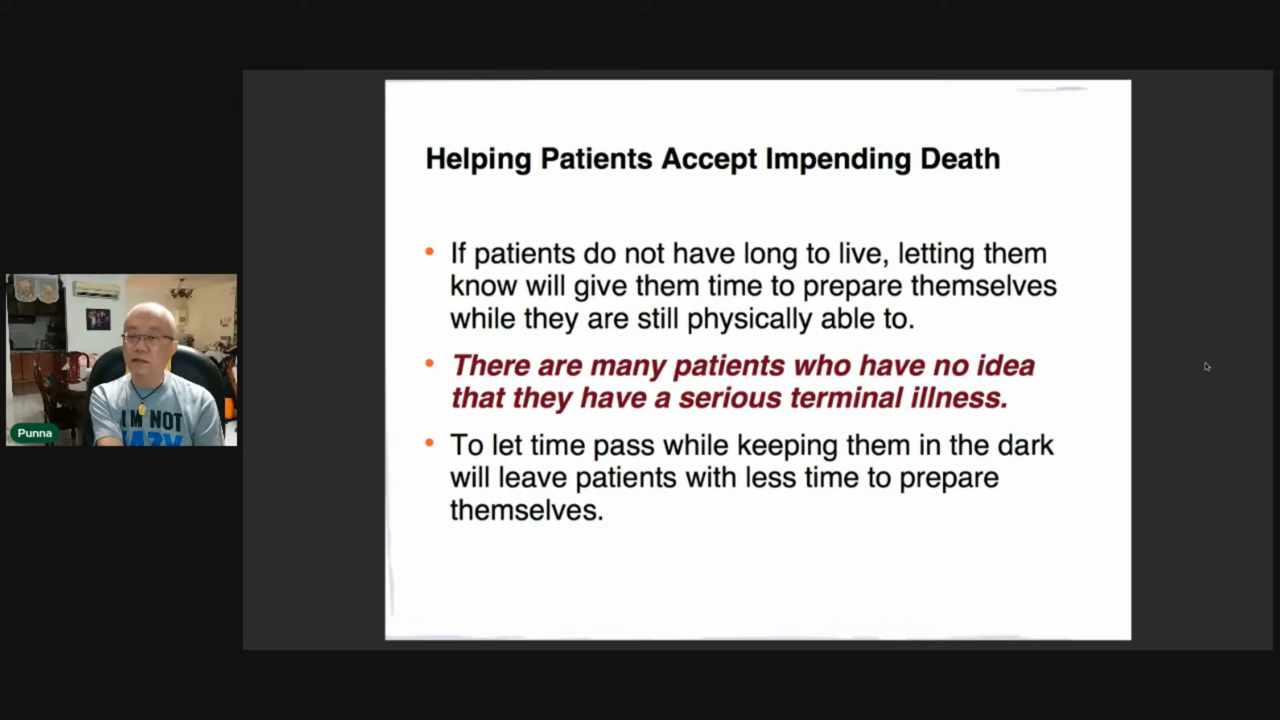 Helping Patients Accept Impending Death
• If patients do not have long to live, letting them
know will give them time to prepare themselves
while they are still physically able to.
• There are many patients who have no idea
that they have a serious terminal illness.
• To let time pass while keeping them in the dark
will leave patients with less time to prepare
themselves.
I'M NOT
LAZY
Punna